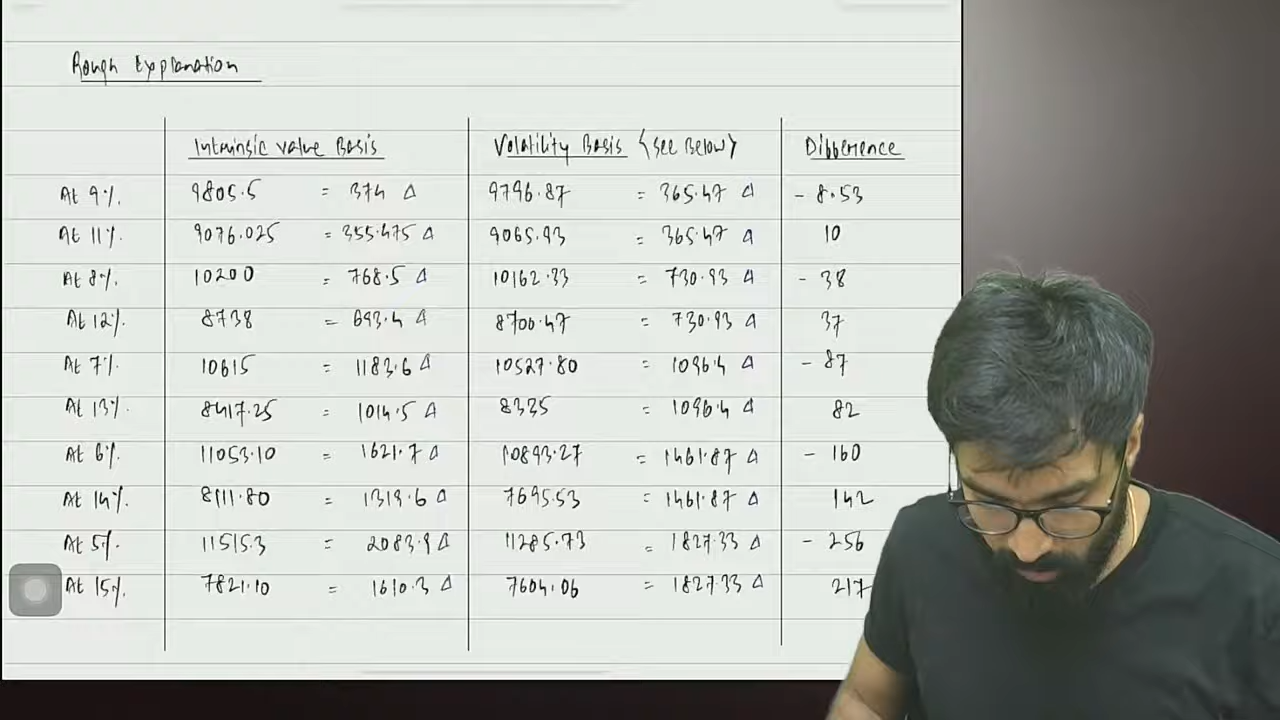 Rough Explanation
Intrinsic value Basis Volatility Basis {See Below} Difference
At 9%. 9805.5 = 374 Δ 9796.87 = 365.47 Δ - 8.53
At 11%. 9076.025 = 355.475 Δ 9065.93 = 365.47 Δ 10
At 8%. 10200 = 768.5 Δ 10162.33 = 730.93 Δ - 38
At 12%. 8738 = 693.4 Δ 8700.47 = 730.93 Δ 37
At 7%. 10615 = 1183.6 Δ 10527.80 = 1096.4 Δ - 87
At 13%. 8417.25 = 1014.5 Δ 8335 = 1096.4 Δ 82
At 6%. 11053.10 = 1621.7 Δ 10893.27 = 1461.87 Δ - 160
At 14%. 8111.80 = 1319.6 Δ 7695.53 = 1461.87 Δ 142
At 5%. 11515.3 = 2083.9 Δ 11285.73 = 1827.33 Δ - 256
At 15%. 7821.10 = 1610.3 Δ 7604.06 = 1827.33 Δ 217